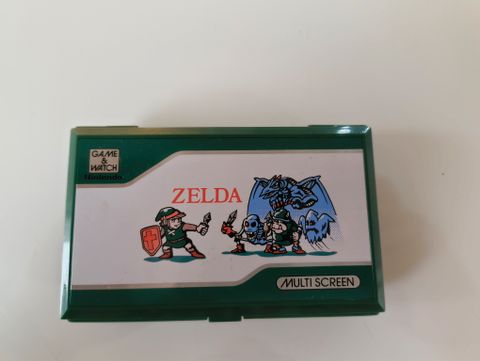 GAME
&
WATCH
Nintendo
ZELDA
MULTI SCREEN